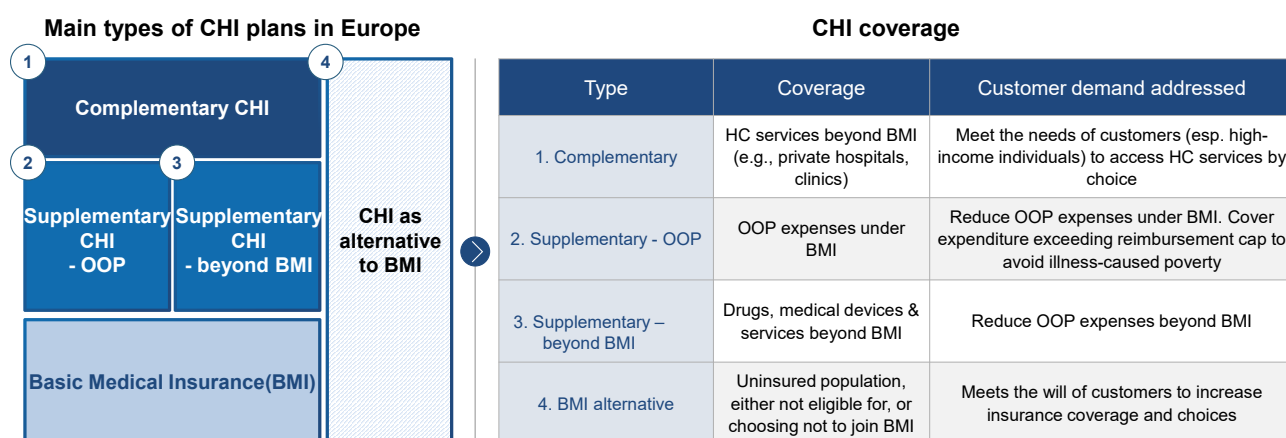 Main types of CHI plans in Europe
1
4
Complementary CHI
2
3
Supplementary
CHI
- OOP
Supplementary
CHI
- beyond BMI
CHI as
alternative
to BMI
Basic Medical Insurance(BMI)
CHI coverage
Type
Coverage
Customer demand addressed
1. Complementary
HC services beyond BMI
(e.g., private hospitals,
clinics)
Meet the needs of customers (esp. high-
income individuals) to access HC services by
choice
2. Supplementary - OOP
OOP expenses under
BMI
Reduce OOP expenses under BMI. Cover
expenditure exceeding reimbursement cap to
avoid illness-caused poverty
3. Supplementary –
beyond BMI
Drugs, medical devices &
services beyond BMI
Reduce OOP expenses beyond BMI
4. BMI alternative
Uninsured population,
either not eligible for, or
choosing not to join BMI
Meets the will of customers to increase
insurance coverage and choices